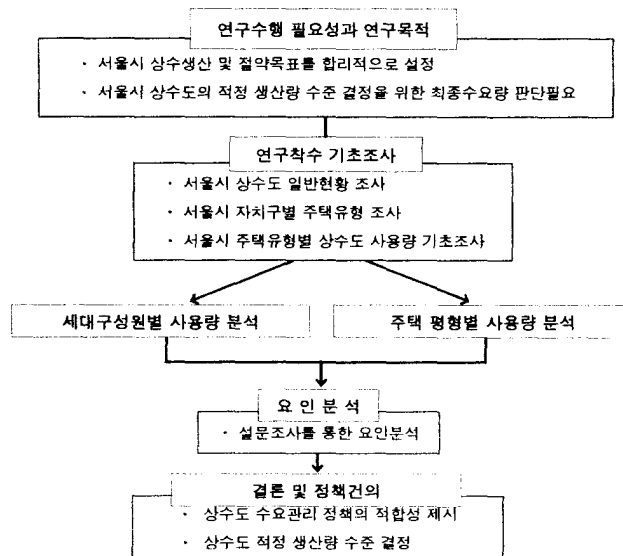 연구수행 필요성과 연구목적
· 서울시 상수생산 및 절약목표를 합리적으로 설정
· 서울시 상수도의 적정 생산량 수준 결정을 위한 최종수요량 판단필요
연구착수 기초조사
· 서울시 상수도 일반현황 조사
· 서울시 자치구별 주택유형 조사
· 서울시 주택유형별 상수도 사용량 기초조사
세대구성원별 사용량 분석
주택 평형별 사용량 분석
요 인 분 석
· 설문조사를 통한 요인분석
결론 및 정책건의
· 상수도 수요관리 정책의 적합성 제시
· 상수도 적정 생산량 수준 결정